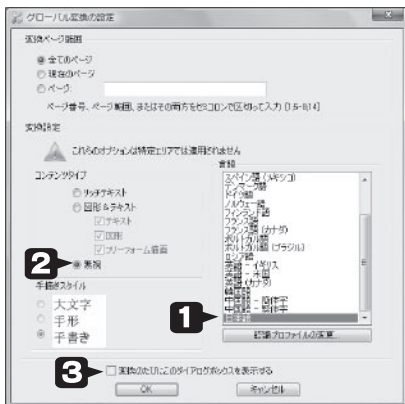 グローバル変換の設定
変換ページ範囲
全てのページ
現在のページ
ページ:
ページ番号、ページ範囲、またはその両方をセミコロンで区切って入力 [1;5-8;14]
変換設定
これらのオプションは特定エリアでは適用されません
コンテンツタイプ
リッチテキスト
図形 & テキスト
テキスト
図形
フリーフォーム描画
2
無視
手書きスタイル
大文字
手形
手書き
言語
スペイン語 (メキシコ)
デンマーク語
ドイツ語
ノルウェー語
フィンランド語
フランス語
フランス語 (カナダ)
ポルトガル語
ポルトガル語 (ブラジル)
ロシア語
英語 - イギリス
英語 - 米国
英語 (カナダ)
韓国語
中国語 - 繁体字
中国語 - 簡体字
1
認識プロファイルの変更...
3
変換のたびにこのダイアログボックスを表示する
OK
キャンセル